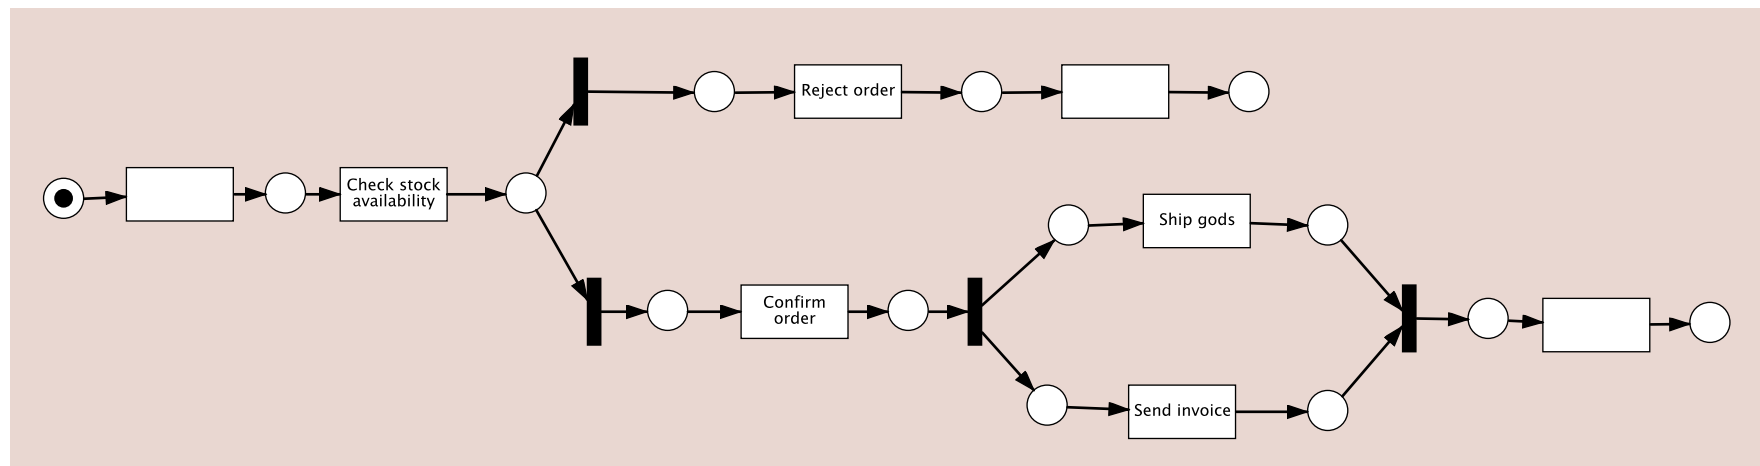 Reject order
Check stock
availability
Ship gods
Confirm
order
Send invoice